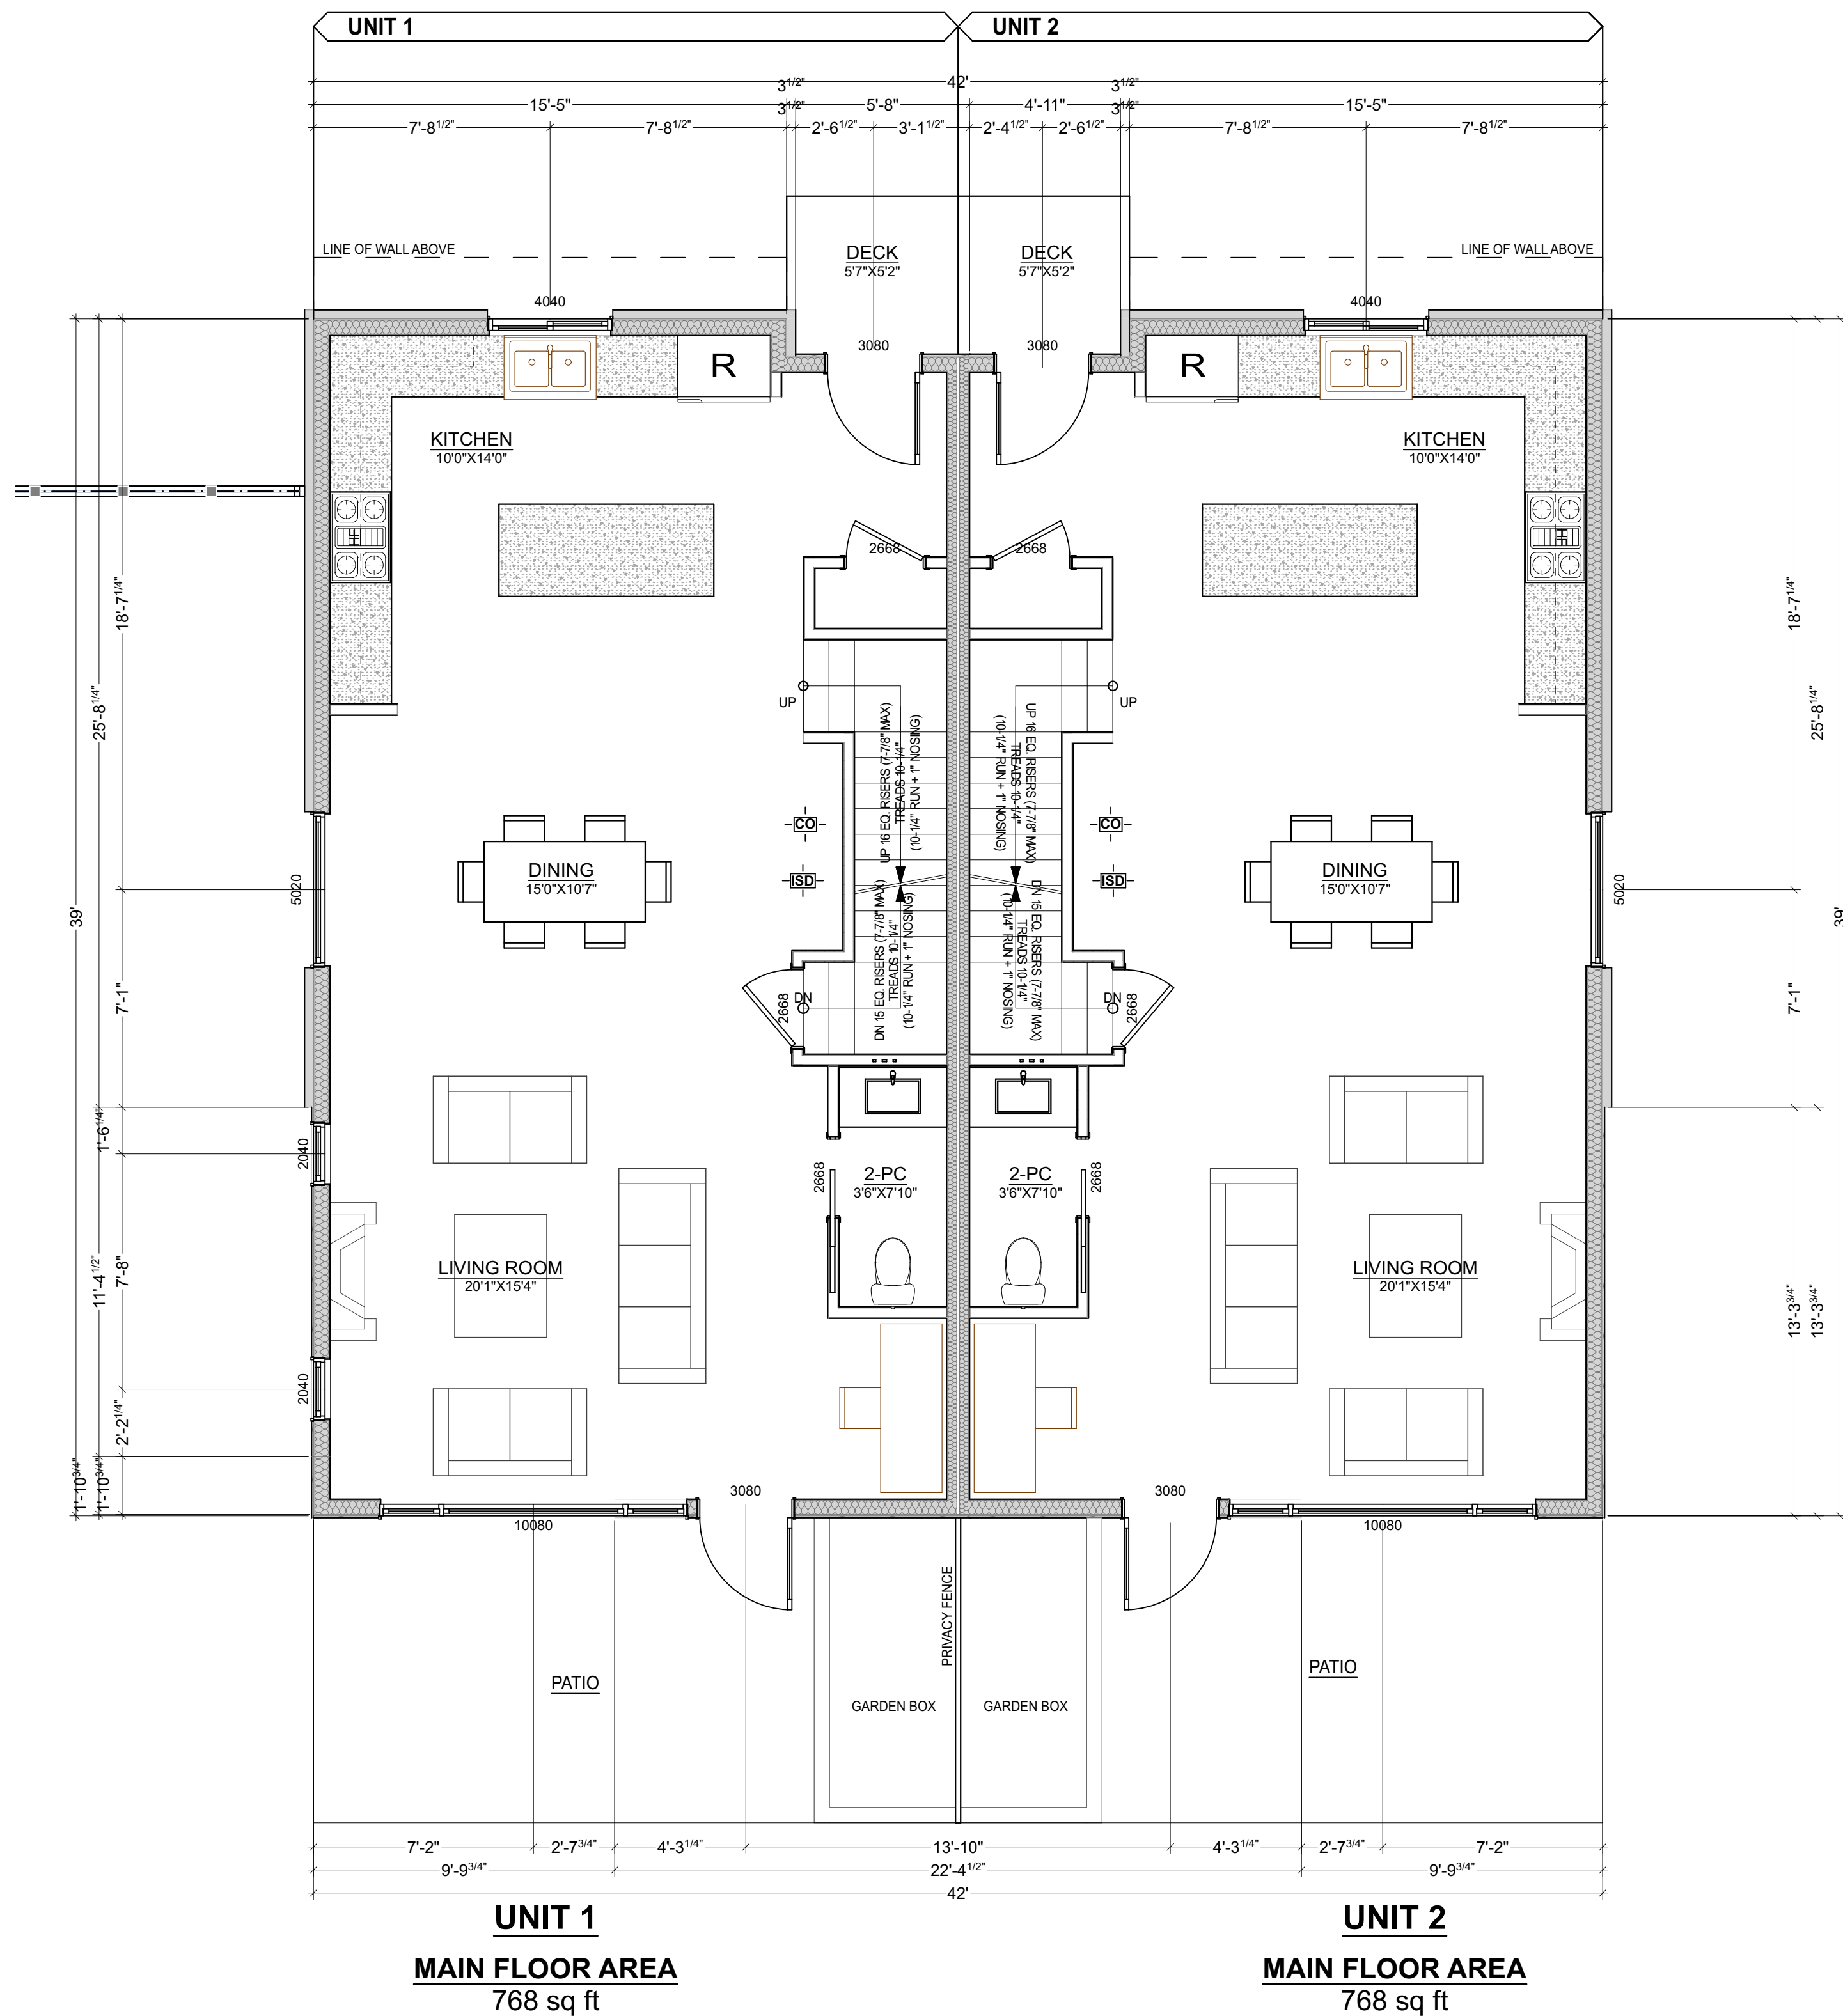 UNIT 1
UNIT 2
42'
3 1/2"
3 1/2"
15'-5"
5'-8"
4'-11"
15'-5"
3 1/2"
3 1/2"
7'-8 1/2"
7'-8 1/2"
2'-6 1/2"
3'-1 1/2"
2'-4 1/2"
2'-6 1/2"
7'-8 1/2"
7'-8 1/2"
LINE OF WALL ABOVE
DECK
5'7"X5'2"
DECK
5'7"X5'2"
LINE OF WALL ABOVE
4040
4040
3080
3080
R
R
KITCHEN
10'0"X14'0"
KITCHEN
10'0"X14'0"
HF
HF
2668
2668
18'-7 1/4"
18'-7 1/4"
25'-8 1/4"
25'-8 1/4"
UP
UP
UP 16 EQ. RISERS (7-7/8" MAX)
TREADS 10-1/4"
(10-1/4" RUN + 1" NOSING)
UP 16 EQ. RISERS (7-7/8" MAX)
TREADS 10-1/4"
(10-1/4" RUN + 1" NOSING)
CO
CO
ISD
ISD
DINING
15'0"X10'7"
DINING
15'0"X10'7"
5020
5020
39'
39'
DN 15 EQ. RISERS (7-7/8" MAX)
TREADS 10-1/4"
(10-1/4" RUN + 1" NOSING)
DN 15 EQ. RISERS (7-7/8" MAX)
TREADS 10-1/4"
(10-1/4" RUN + 1" NOSING)
7'-1"
7'-1"
DN
DN
2668
2668
1'-6 1/4"
2040
2668
2-PC
3'6"X7'10"
2-PC
3'6"X7'10"
2668
LIVING ROOM
20'1"X15'4"
LIVING ROOM
20'1"X15'4"
11'-4 1/2"
7'-8"
13'-3 3/4"
13'-3 3/4"
2040
2'-2 1/4"
1'-10 3/4"
1'-10 3/4"
3080
3080
10080
10080
PRIVACY FENCE
PATIO
PATIO
GARDEN BOX
GARDEN BOX
7'-2"
2'-7 3/4"
4'-3 1/4"
13'-10"
4'-3 1/4"
2'-7 3/4"
7'-2"
9'-9 3/4"
22'-4 1/2"
9'-9 3/4"
42'
UNIT 1
UNIT 2
MAIN FLOOR AREA
768 sq ft
MAIN FLOOR AREA
768 sq ft